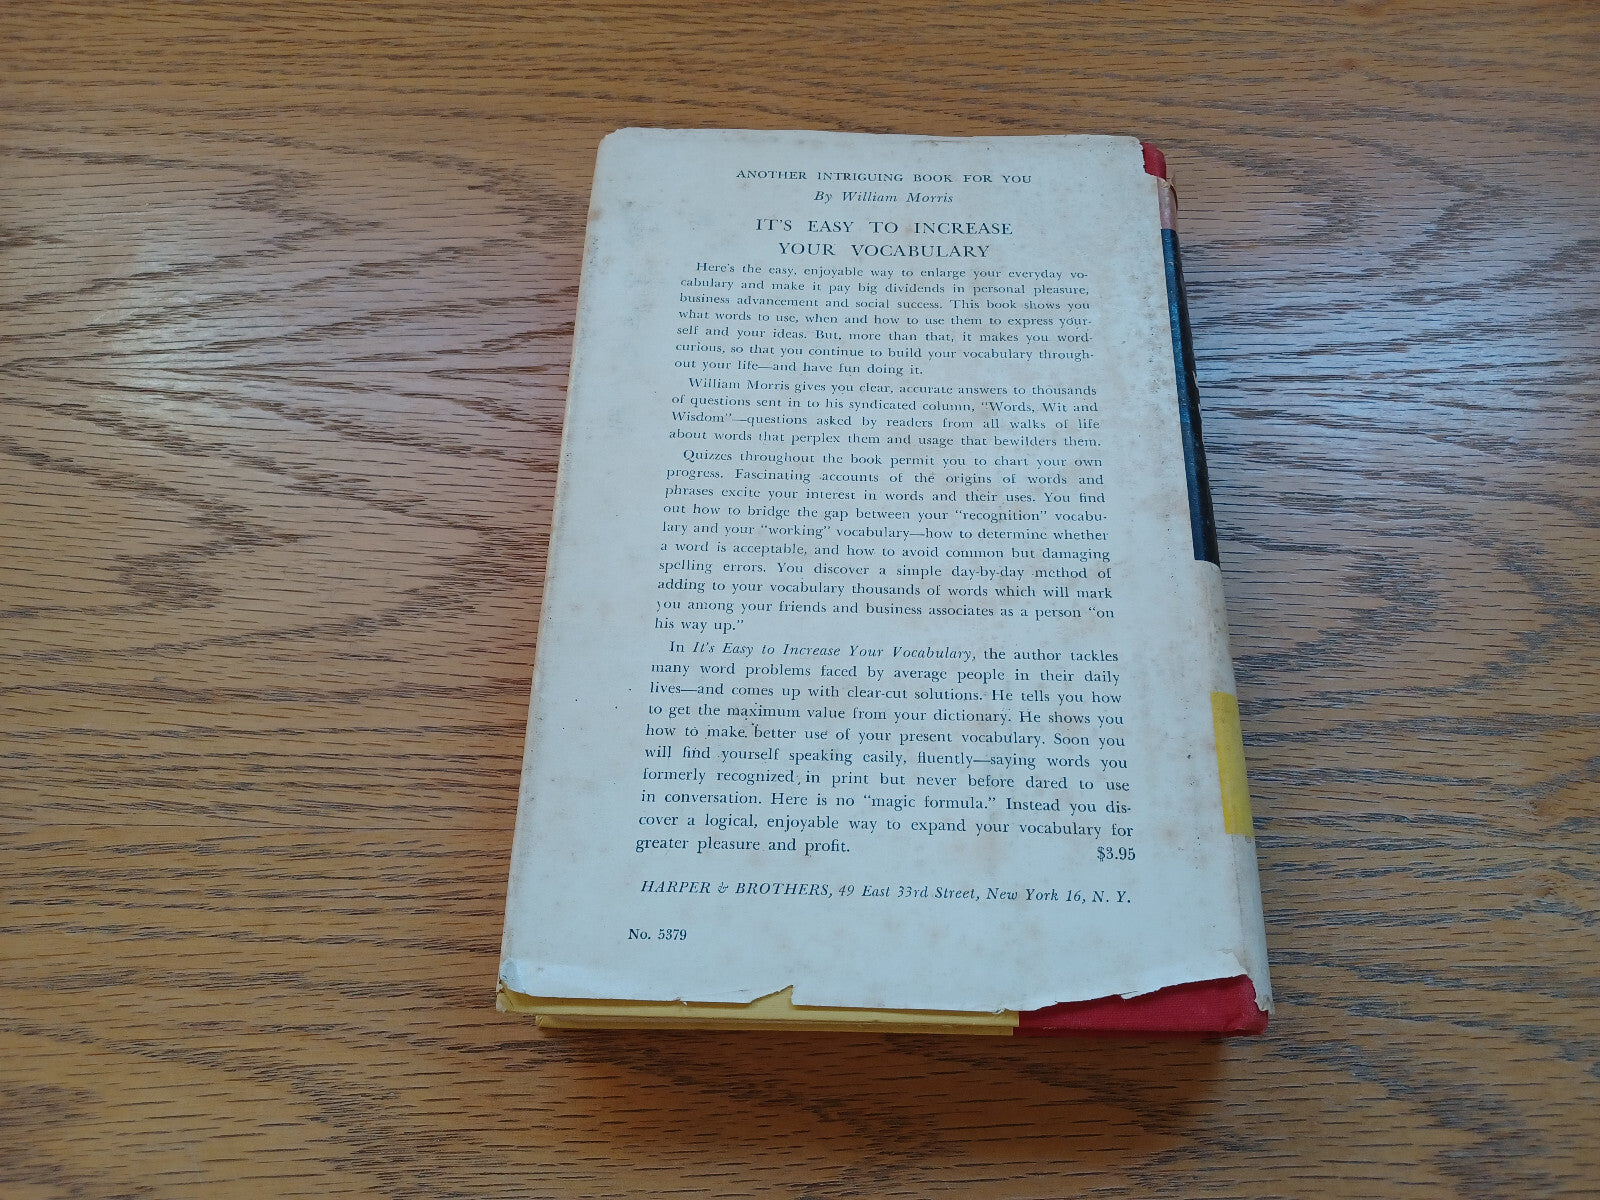 ANOTHER INTRIGUING BOOK FOR YOU
By William Morris
IT'S EASY TO INCREASE
YOUR VOCABULARY
Here's the easy, enjoyable way to enlarge your everyday vo-
cabulary and make it pay big dividends in personal pleasure,
business advancement and social success. This book shows you
what words to use, when and how to use them to express your-
self and your ideas. But, more than that, it makes you word-
curious, so that you continue to build your vocabulary through-
out your life—and have fun doing it.
William Morris gives you clear, accurate answers to thousands
of questions sent in to his syndicated column, "Words, Wit and
Wisdom"—questions asked by readers from all walks of life
about words that perplex them and usage that bewilders them.
Quizzes throughout the book permit you to chart your own
progress. Fascinating accounts of the origins of words and
phrases excite your interest in words and their uses. You find
out how to bridge the gap between your "recognition" vocabu-
lary and your "working" vocabulary—how to determine whether
a word is acceptable, and how to avoid common but damaging
spelling errors. You discover a simple day-by-day method of
adding to your vocabulary thousands of words which will mark
you among your friends and business associates as a person "on
his way up."
In It's Easy to Increase Your Vocabulary, the author tackles
many word problems faced by average people in their daily
lives—and comes up with clear-cut solutions. He tells you how
to get the maximum value from your dictionary. He shows you
how to make better use of your present vocabulary. Soon you
will find yourself speaking easily, fluently—saying words you
formerly recognized in print but never before dared to use
in conversation. Here is no "magic formula." Instead you dis-
cover a logical, enjoyable way to expand your vocabulary for
greater pleasure and profit. $3.95
HARPER & BROTHERS, 49 East 33rd Street, New York 16, N. Y.
No. 5379